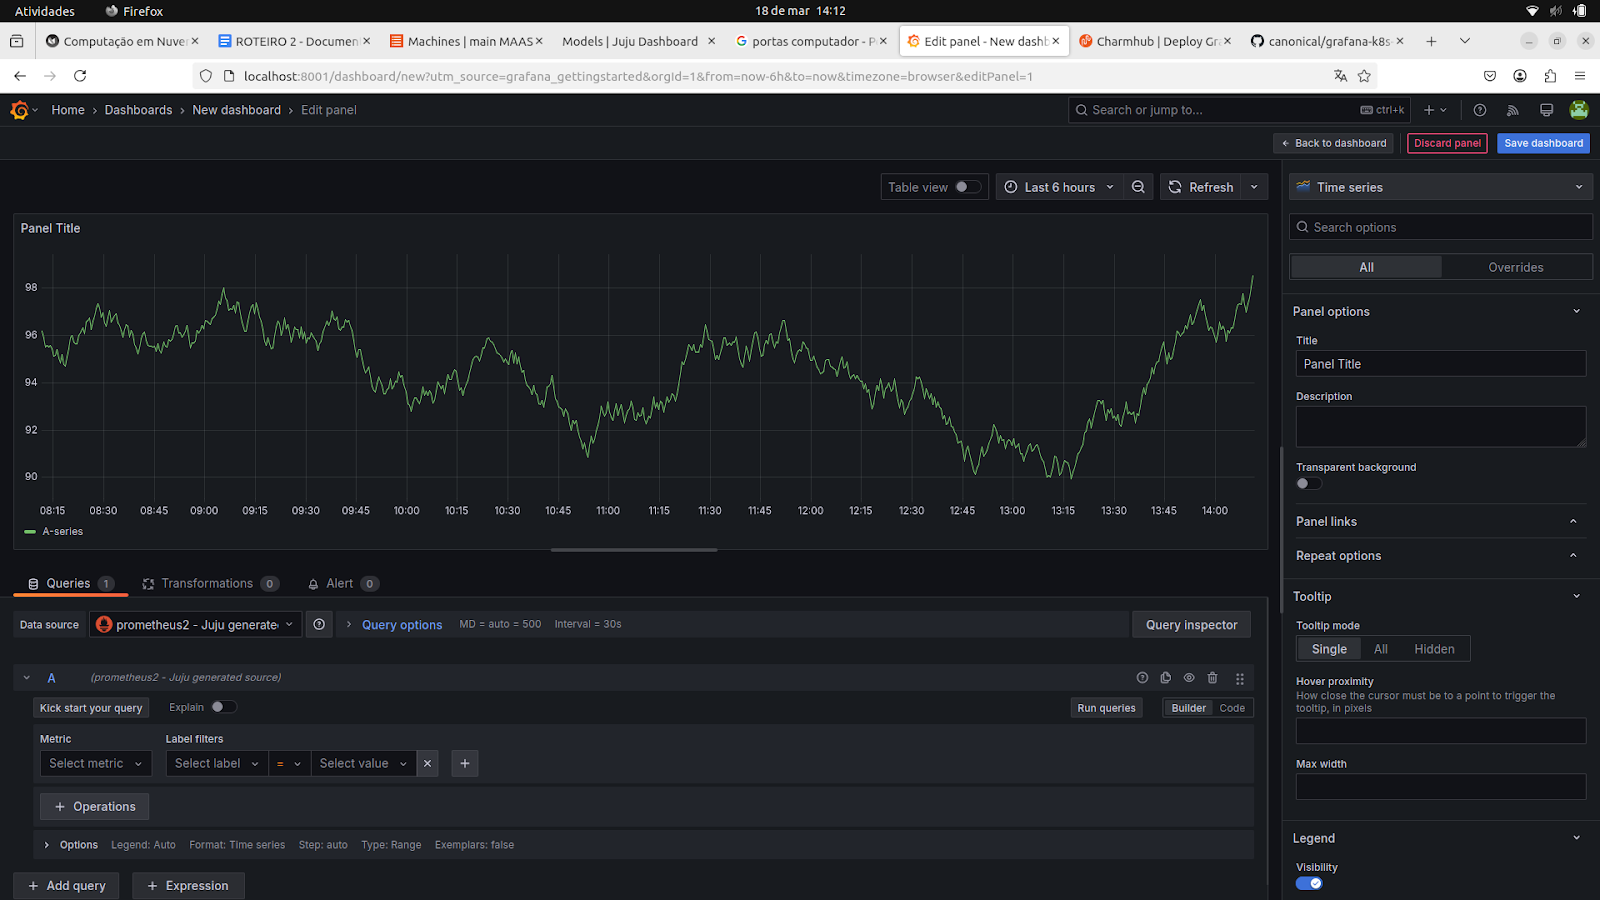 Atividades
Firefox
18 de mar 14:12
Computação em Nuver
ROTEIRO 2 - Documen
Machines | main MAAS
Models | Juju Dashboard
portas computador - P
Edit panel - New dashb
Charmhub | Deploy Gr
canonical/grafana-k8s-
localhost:8001/dashboard/new?utm_source=grafana_gettingstarted&orgId=1&from=now-6h&to=now&timezone=browser&editPanel=1
Home › Dashboards › New dashboard › Edit panel
Search or jump to...
ctrl+k
Back to dashboard
Discard panel
Save dashboard
Table view
Last 6 hours
Refresh
Time series
Panel Title
Search options
All
Overrides
98
96
94
92
90
08:15 08:30 08:45 09:00 09:15 09:30 09:45 10:00 10:15 10:30 10:45 11:00 11:15 11:30 11:45 12:00 12:15 12:30 12:45 13:00 13:15 13:30 13:45 14:00
A-series
Panel options
Title
Panel Title
Description
Transparent background
Panel links
Repeat options
Queries 1
Transformations 0
Alert 0
Data source
prometheus2 - Juju generate
Query options
MD = auto = 500
Interval = 30s
Query inspector
A
(prometheus2 - Juju generated source)
Kick start your query
Explain
Run queries
Builder
Code
Metric
Label filters
Select metric
Select label
=
Select value
+ Operations
Options
Legend: Auto
Format: Time series
Step: auto
Type: Range
Exemplars: false
+ Add query
+ Expression
Tooltip
Tooltip mode
Single
All
Hidden
Hover proximity
How close the cursor must be to a point to trigger the
tooltip, in pixels
Max width
Legend
Visibility